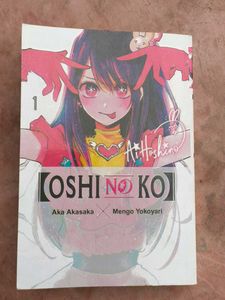 1
Ai Hoshino
【OSHI NO KO】
Aka Akasaka × Mengo Yokoyari